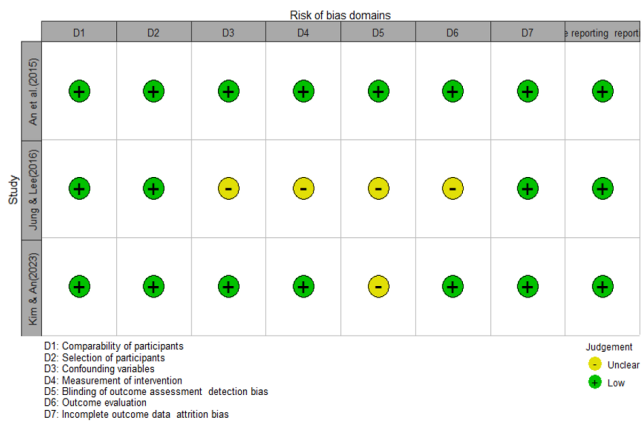 Risk of bias domains
D1 D2 D3 D4 D5 D6 D7 e reporting reporti
Study
An et al.(2015)
+ + + + + + + +
Jung & Lee(2016)
+ + - - - - + +
Kim & An(2023)
+ + + + - + + +
D1: Comparability of participants
D2: Selection of participants
D3: Confounding variables
D4: Measurement of intervention
D5: Blinding of outcome assessment detection bias
D6: Outcome evaluation
D7: Incomplete outcome data attrition bias
Judgement
- Unclear
+ Low